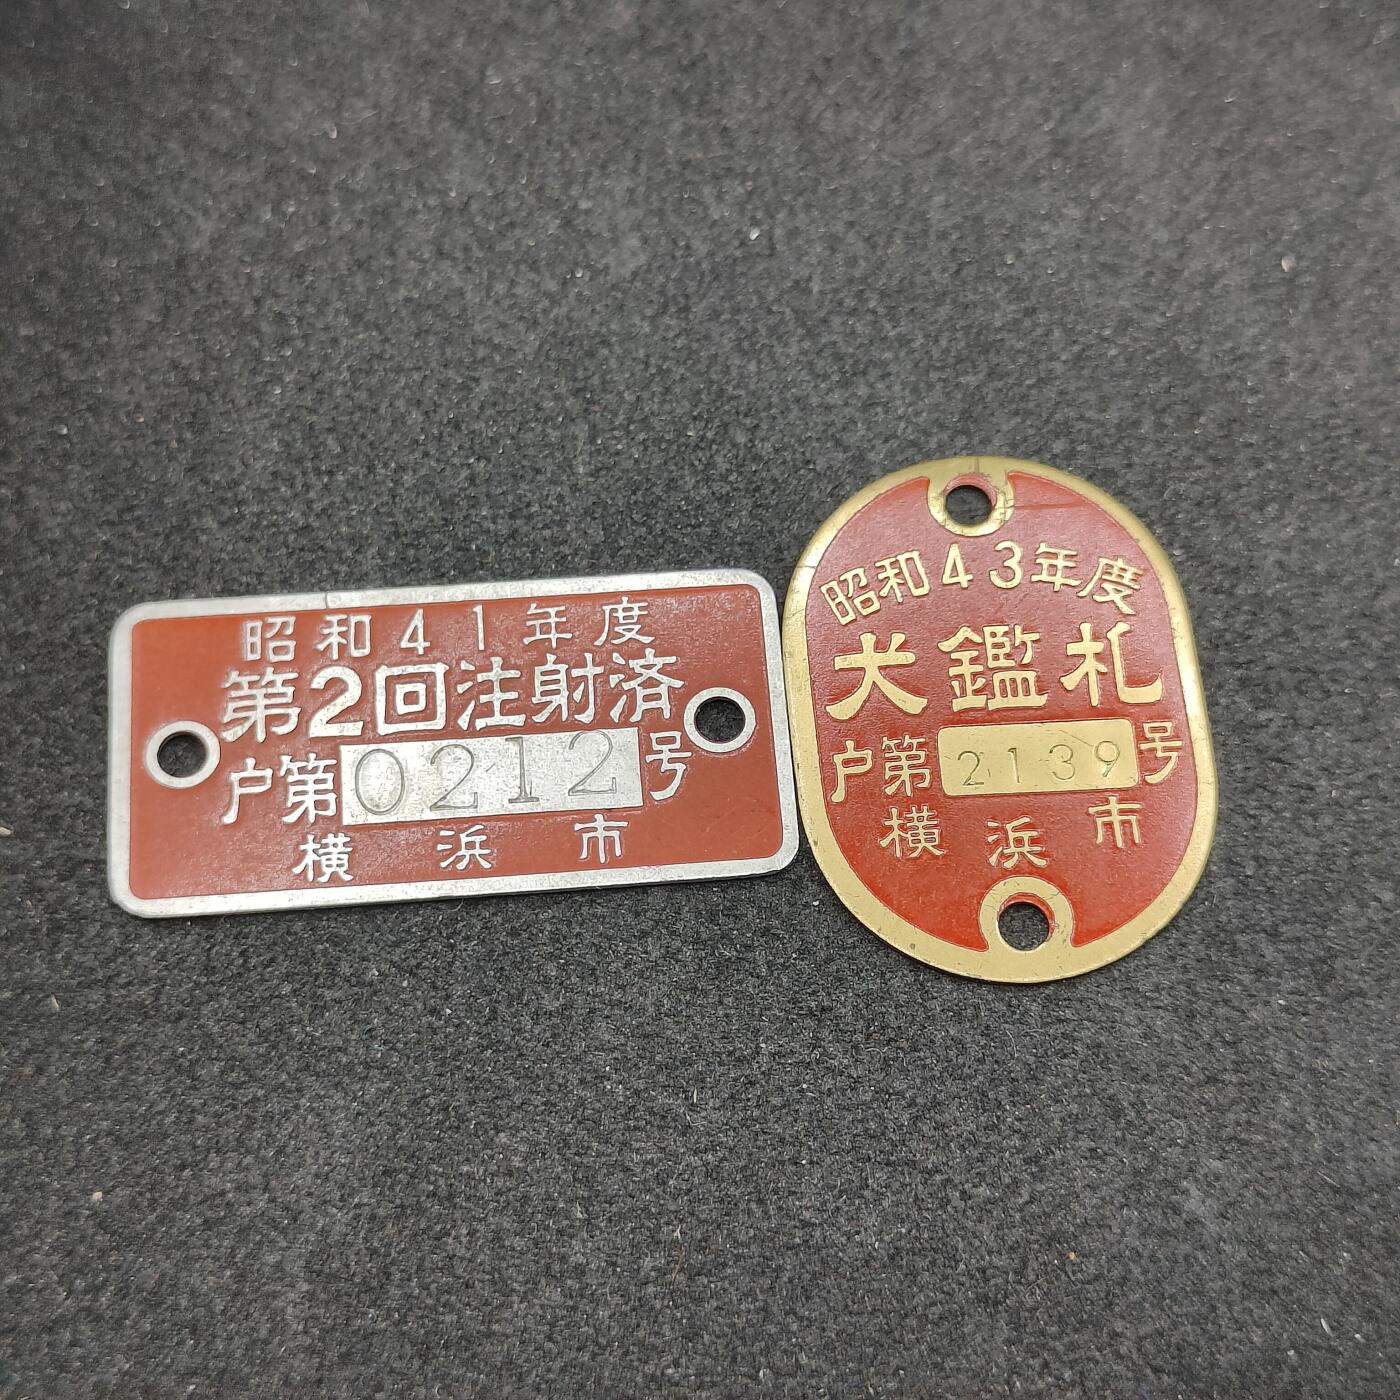 昭和41年度
第2回注射済
戸第0212号
横浜市
昭和43年度
犬鑑札
戸第2139号
横浜市